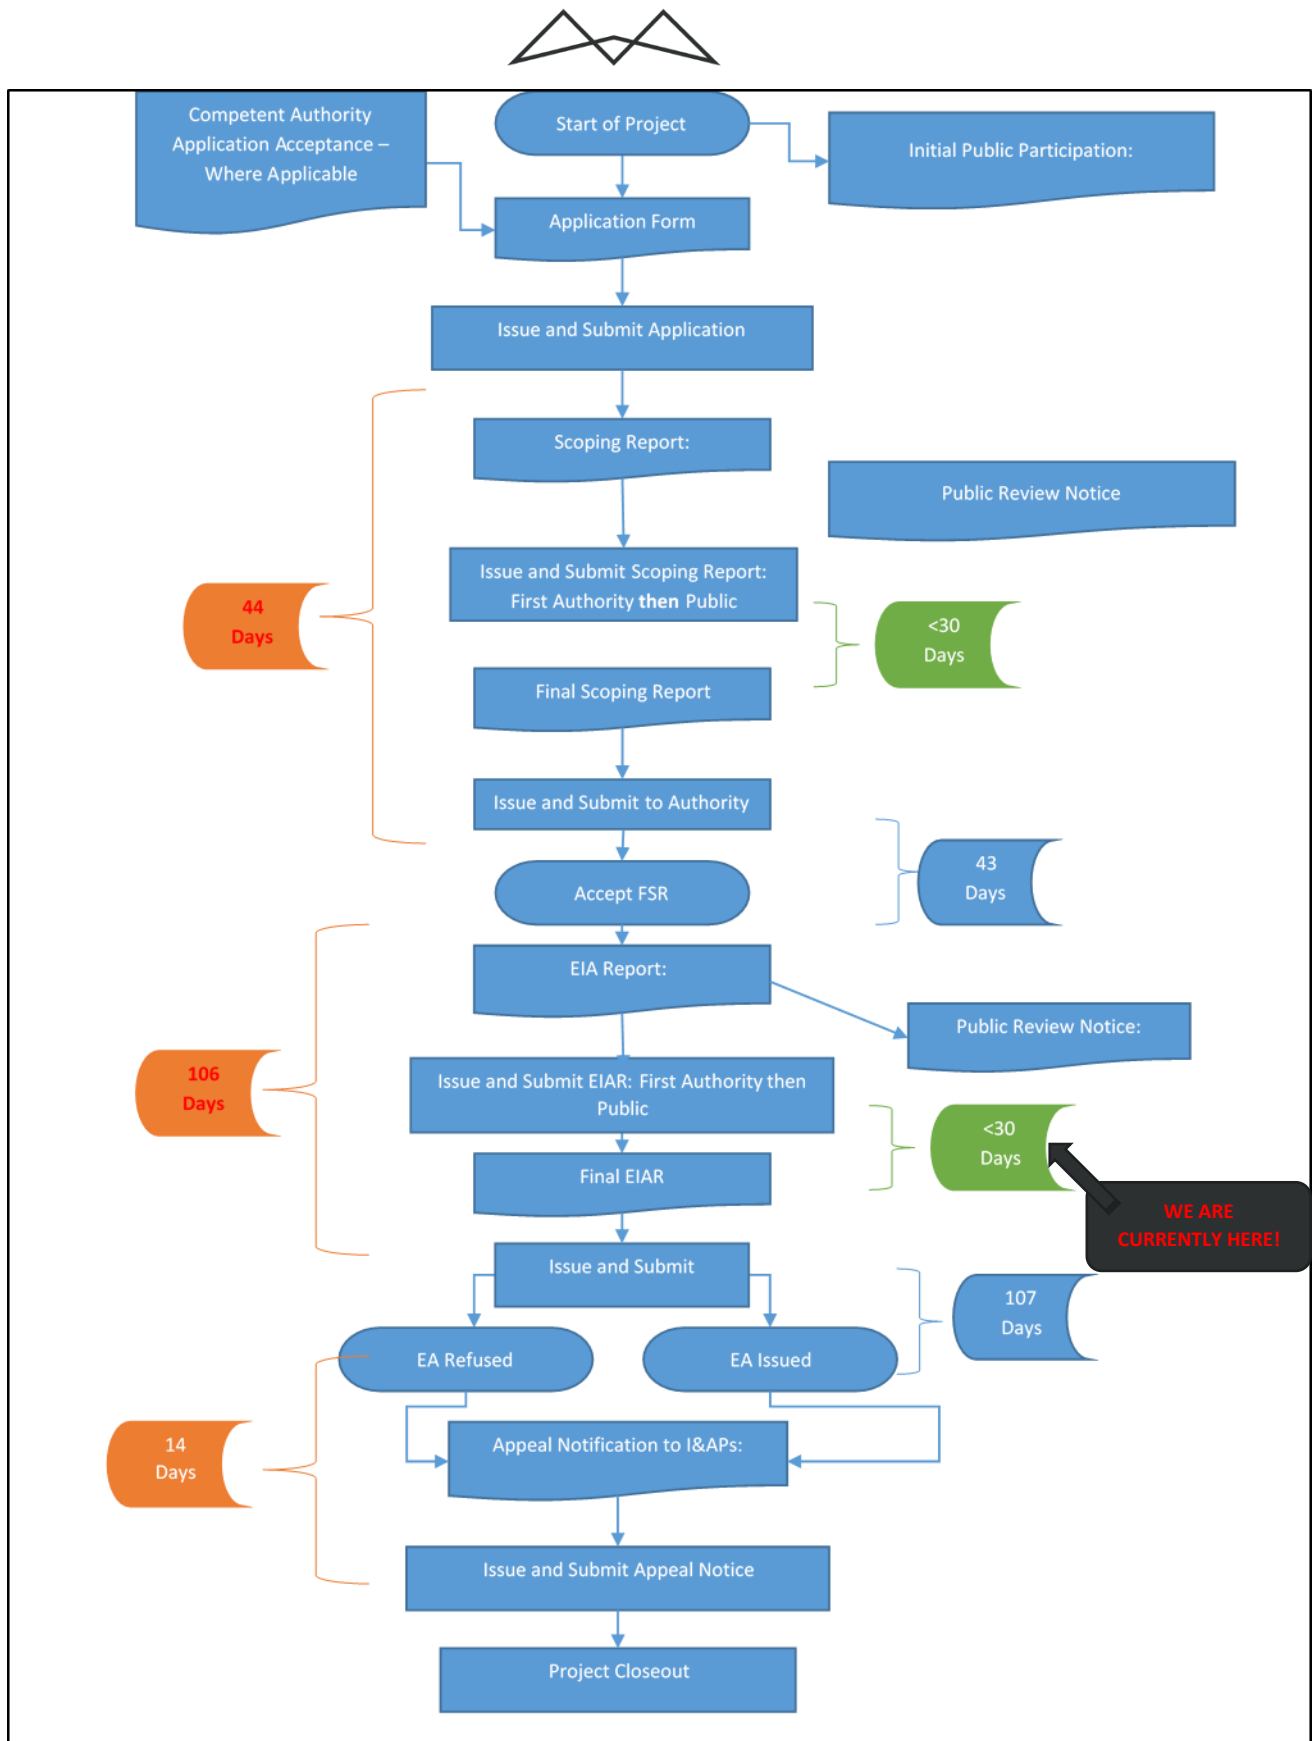 Competent Authority
Application Acceptance –
Where Applicable
Start of Project
Initial Public Participation:
Application Form
Issue and Submit Application
Scoping Report:
Public Review Notice
Issue and Submit Scoping Report:
First Authority then Public
44
Days
<30
Days
Final Scoping Report
Issue and Submit to Authority
43
Days
Accept FSR
EIA Report:
Public Review Notice:
106
Days
Issue and Submit EIAR: First Authority then
Public
<30
Days
Final EIAR
WE ARE
CURRENTLY HERE!
Issue and Submit
107
Days
EA Refused
EA Issued
14
Days
Appeal Notification to I&APs:
Issue and Submit Appeal Notice
Project Closeout